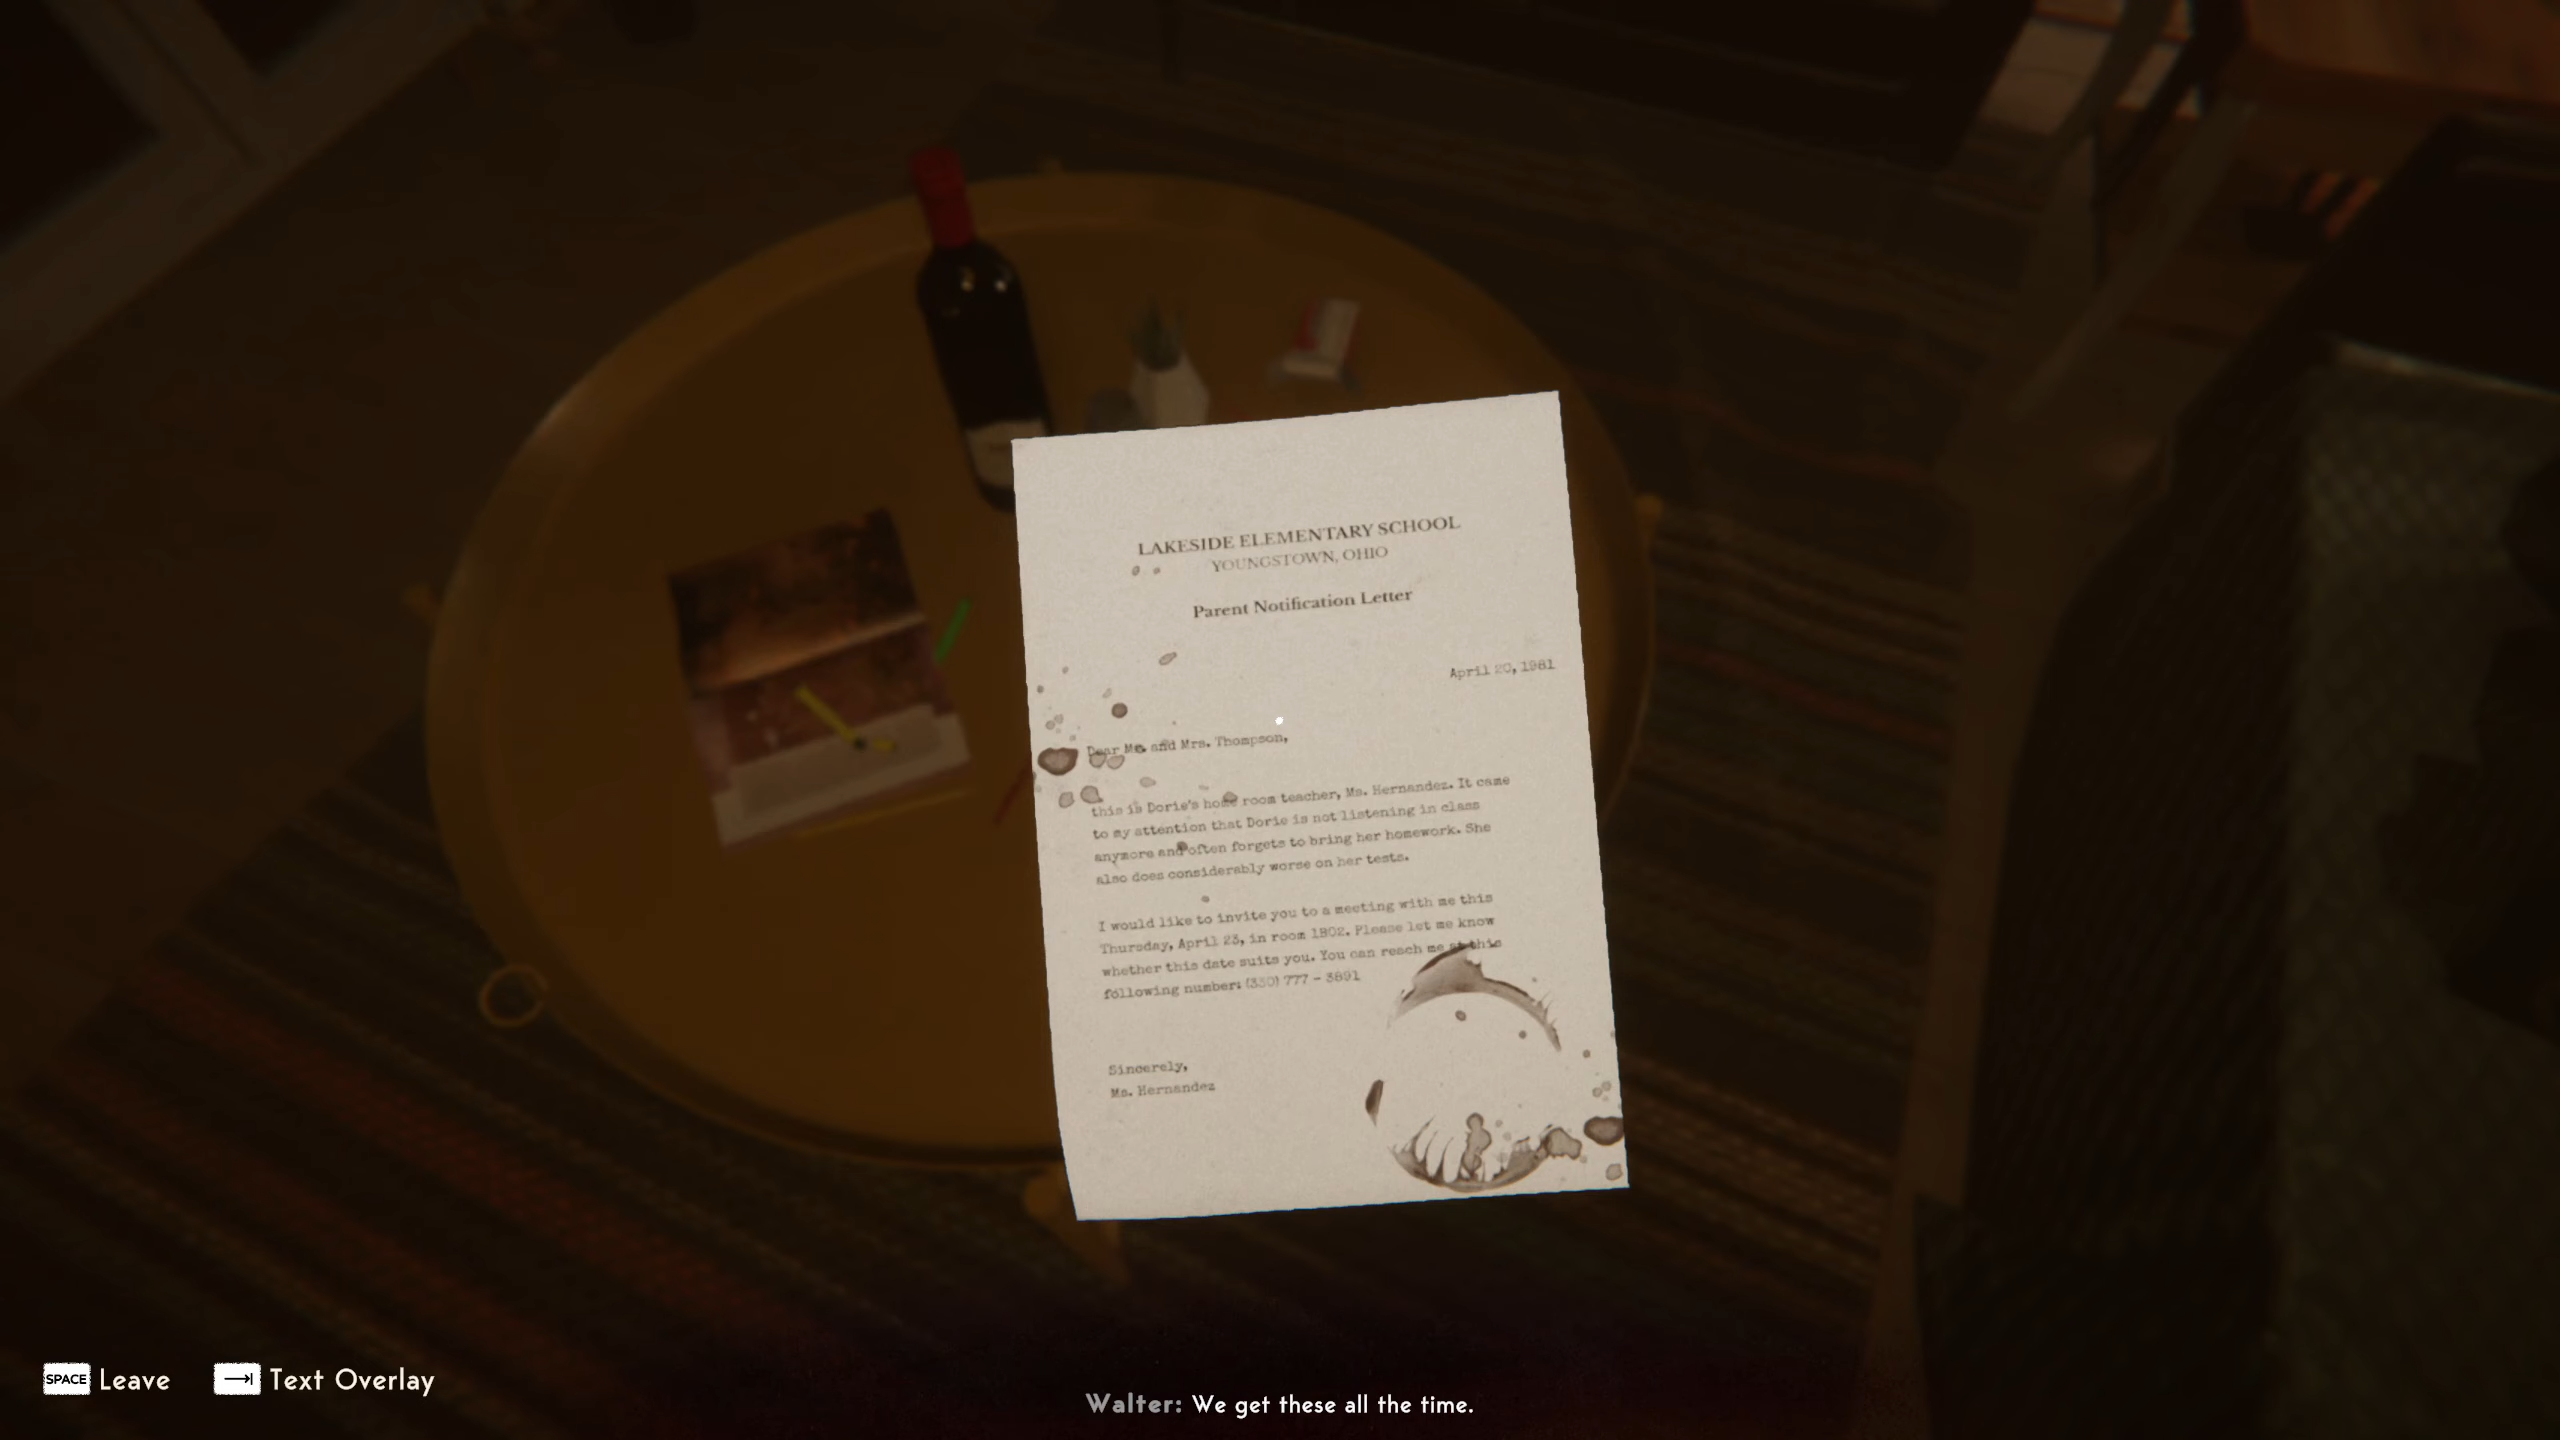 LAKESIDE ELEMENTARY SCHOOL
YOUNGSTOWN, OHIO
Parent Notification Letter
April 20, 1981
Dear Mr. and Mrs. Thompson,
this is Dorie's home room teacher, Ms. Hernandez. It came
to my attention that Dorie is not listening in class
anymore and often forgets to bring her homework. She
also does considerably worse on her tests.
I would like to invite you to a meeting with me this
Thursday, April 23, in room 1802. Please let me know
whether this date suits you. You can reach me at this
following number: (330) 777 - 3891
Sincerely,
Ms. Hernandez
SPACE Leave
Text Overlay
Walter: We get these all the time.